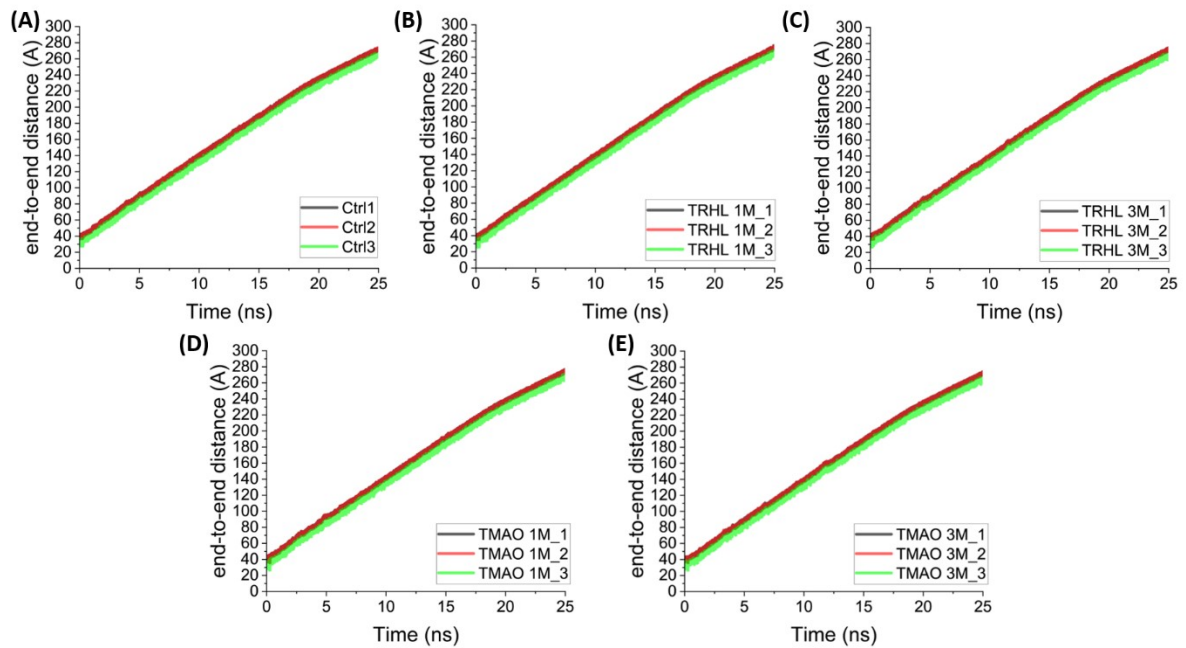 (A)
300
280
260
240
220
200
180
160
140
120
100
80
60
40
20
0
end-to-end distance (A)
Ctrl1
Ctrl2
Ctrl3
0 5 10 15 20 25
Time (ns)
(B)
300
280
260
240
220
200
180
160
140
120
100
80
60
40
20
0
end-to-end distance (A)
TRHL 1M_1
TRHL 1M_2
TRHL 1M_3
0 5 10 15 20 25
Time (ns)
(C)
300
280
260
240
220
200
180
160
140
120
100
80
60
40
20
0
end-to-end distance (A)
TRHL 3M_1
TRHL 3M_2
TRHL 3M_3
0 5 10 15 20 25
Time (ns)
(D)
300
280
260
240
220
200
180
160
140
120
100
80
60
40
20
0
end-to-end distance (A)
TMAO 1M_1
TMAO 1M_2
TMAO 1M_3
0 5 10 15 20 25
Time (ns)
(E)
300
280
260
240
220
200
180
160
140
120
100
80
60
40
20
0
end-to-end distance (A)
TMAO 3M_1
TMAO 3M_2
TMAO 3M_3
0 5 10 15 20 25
Time (ns)